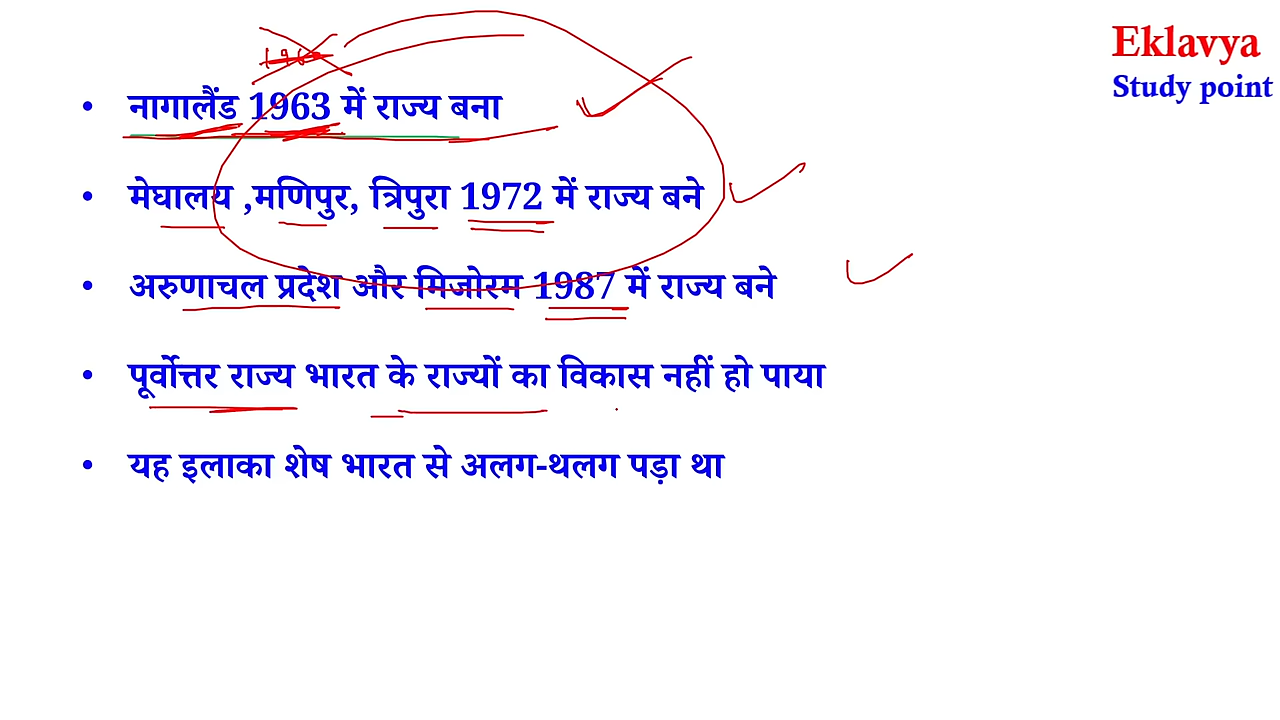 Eklavya
Study point
• नागालैंड 1963 में राज्य बना
• मेघालय ,मणिपुर, त्रिपुरा 1972 में राज्य बने
• अरुणाचल प्रदेश और मिजोरम 1987 में राज्य बने
• पूर्वोत्तर राज्य भारत के राज्यों का विकास नहीं हो पाया
• यह इलाका शेष भारत से अलग-थलग पड़ा था